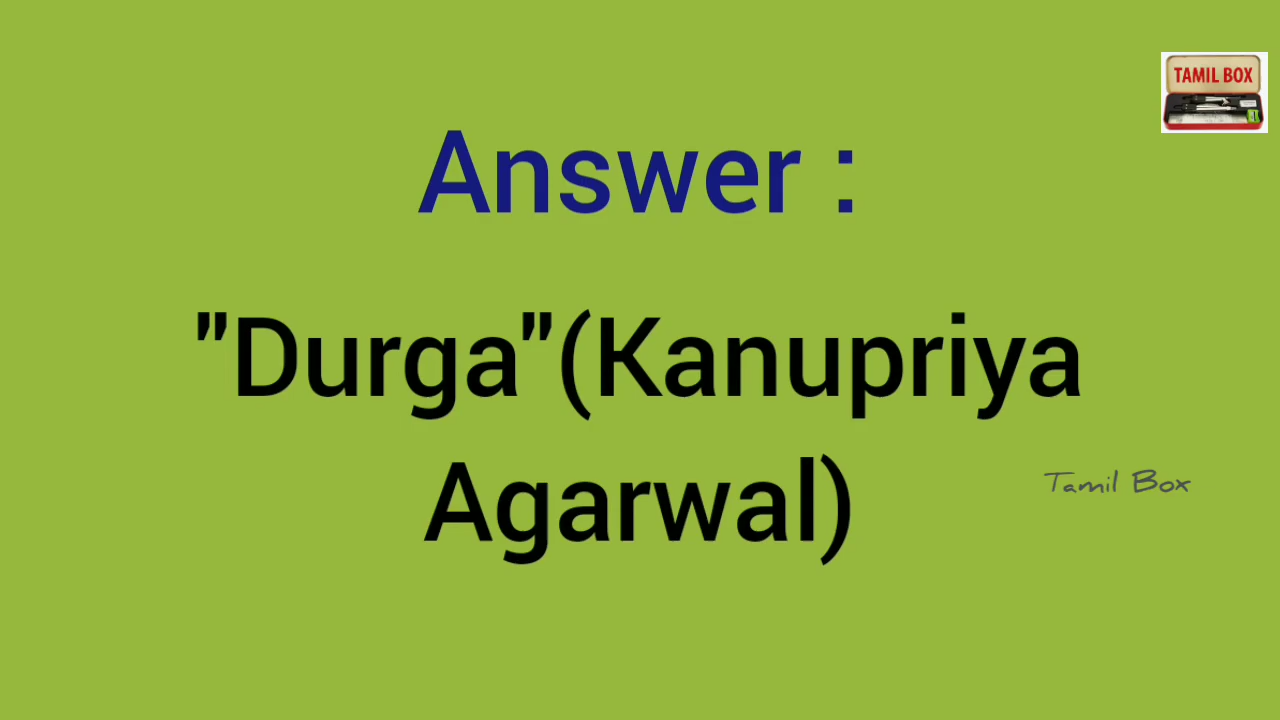 TAMIL BOX
Answer :
"Durga"(Kanupriya
Agarwal)
Tamil Box